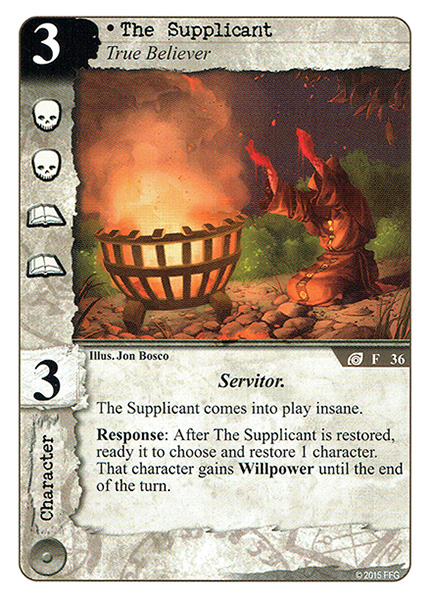 3
• The Supplicant
True Believer
Illus. Jon Bosco
F 36
3
Servitor.
The Supplicant comes into play insane.
Response: After The Supplicant is restored,
ready it to choose and restore 1 character.
That character gains Willpower until the end
of the turn.
Character
© 2015 FFG